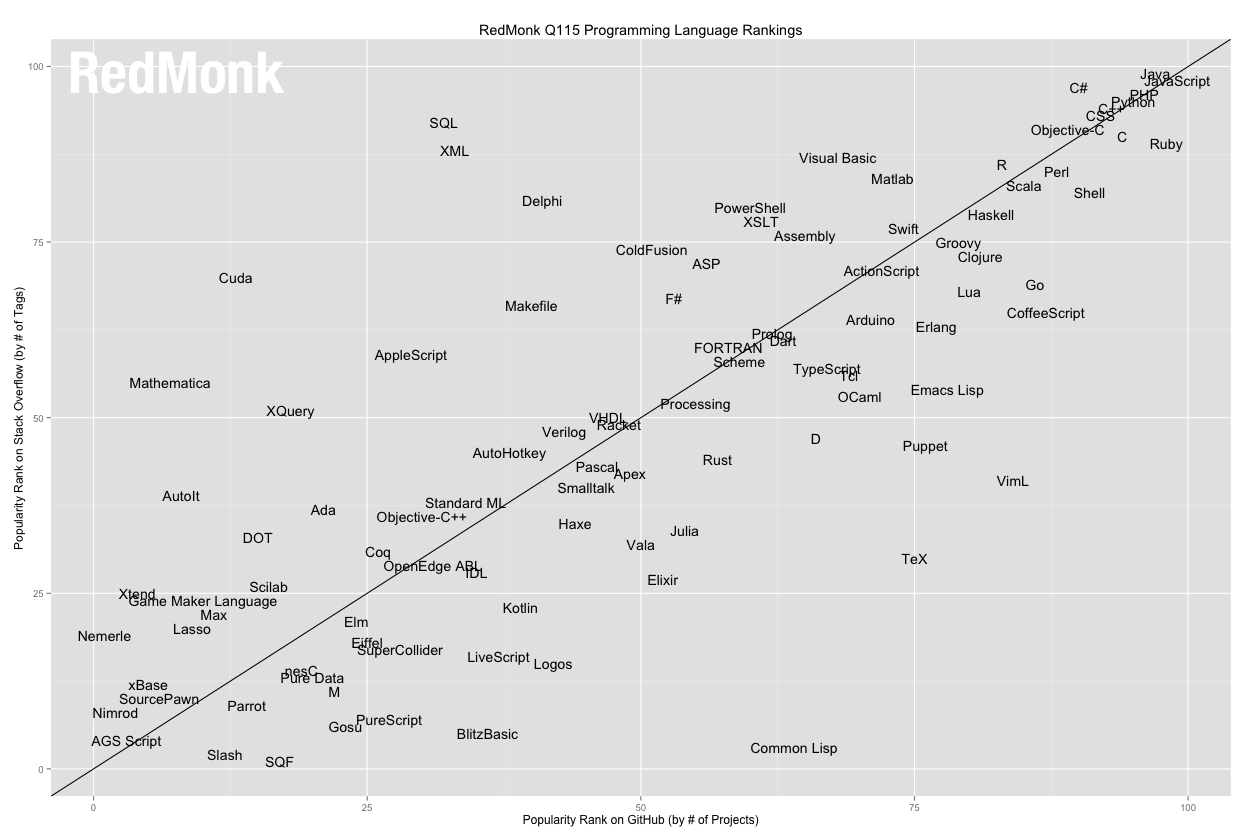 RedMonk Q115 Programming Language Rankings
RedMonk
100
75
50
25
0
Popularity Rank on Stack Overflow (by # of Tags)
Java
JavaScript
C#
PHP
Python
C++
CSS
SQL
Objective-C
C
Ruby
XML
Visual Basic
R
Perl
Matlab
Scala
Shell
Delphi
PowerShell
Haskell
XSLT
Swift
Assembly
Groovy
ColdFusion
Clojure
ASP
ActionScript
Cuda
Go
Lua
F#
Makefile
CoffeeScript
Arduino
Erlang
Prolog
Dart
FORTRAN
AppleScript
Scheme
TypeScript
Tcl
Mathematica
Emacs Lisp
OCaml
Processing
XQuery
VHDL
Racket
Verilog
D
Puppet
AutoHotkey
Rust
Pascal
Apex
VimL
Smalltalk
AutoIt
Standard ML
Ada
Objective-C++
Haxe
Julia
DOT
Vala
Coq
TeX
OpenEdge ABL
IDL
Elixir
Scilab
Xtend
Game Maker Language
Kotlin
Max
Elm
Lasso
Nemerle
Eiffel
SuperCollider
LiveScript
Logos
nesC
Pure Data
xBase
M
SourcePawn
Parrot
Nimrod
PureScript
Gosu
BlitzBasic
AGS Script
Common Lisp
Slash
SQF
0
25
50
75
100
Popularity Rank on GitHub (by # of Projects)